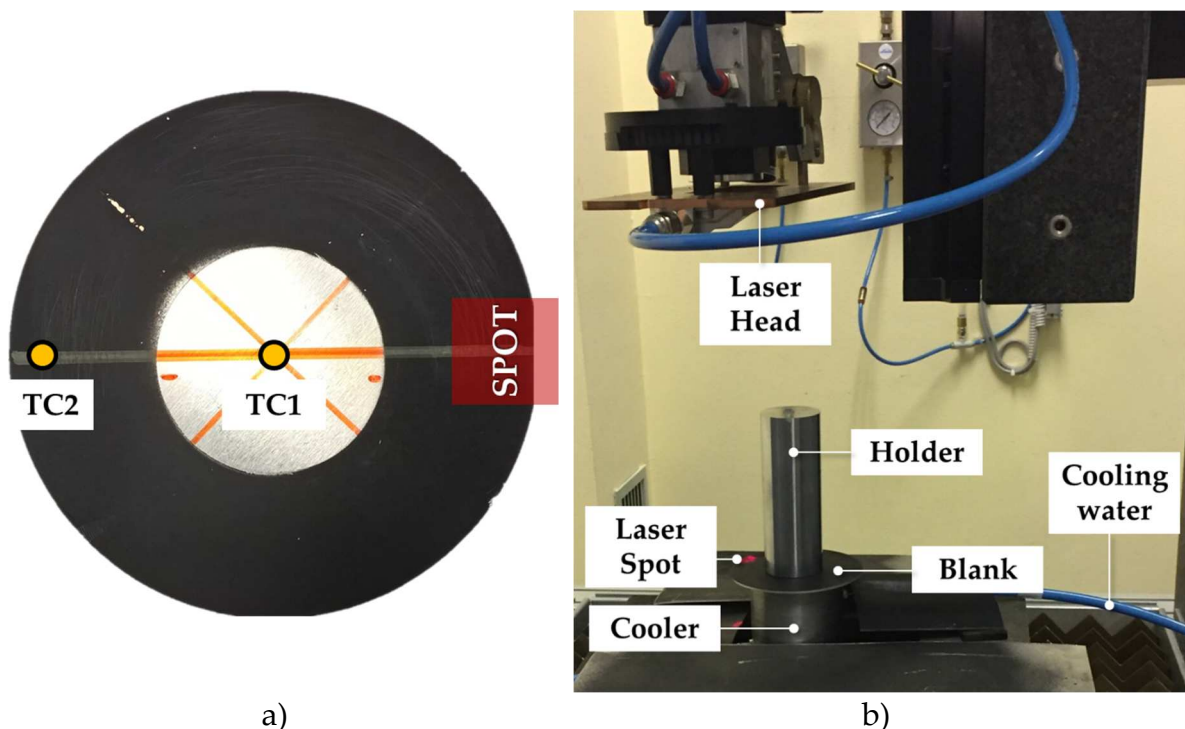 SPOT
TC2
TC1
a)
Laser
Head
Holder
Cooling
water
Laser
Spot
Blank
Cooler
b)